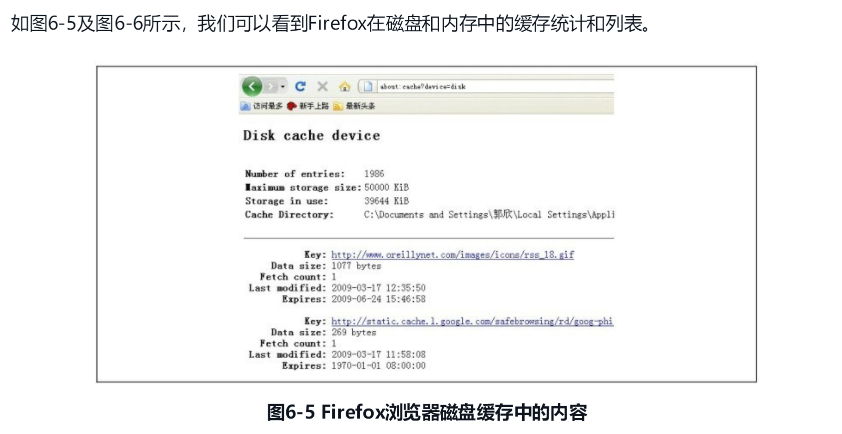 如图6-5及图6-6所示，我们可以看到Firefox在磁盘和内存中的缓存统计和列表。
about:cache?device=disk
访问最多 新手上路 最新头条
Disk cache device
Number of entries: 1986
Maximum storage size: 50000 KiB
Storage in use: 39644 KiB
Cache Directory: C:\Documents and Settings\郭欣\Local Settings\Appli
Key: http://www.oreillynet.com/images/icons/rss_18.gif
Data size: 1077 bytes
Fetch count: 1
Last modified: 2009-03-17 12:35:50
Expires: 2009-06-24 15:46:58
Key: http://static.cache.l.google.com/safebrowsing/rd/goog-phi
Data size: 269 bytes
Fetch count: 1
Last modified: 2009-03-17 11:58:08
Expires: 1970-01-01 08:00:00
图6-5 Firefox浏览器磁盘缓存中的内容